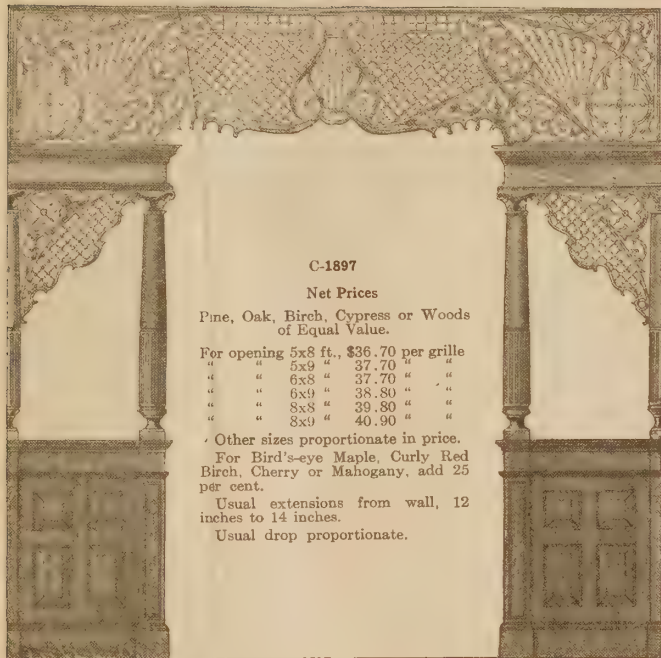 C-1897
Net Prices
Pine, Oak, Birch, Cypress or Woods
of Equal Value.
For opening 5x8 ft., $36.70 per grille
“ “ 5x9 “ 37.70 “ “
“ “ 6x8 “ 37.70 “ “
“ “ 6x9 “ 38.80 “ “
“ “ 8x8 “ 39.80 “ “
“ “ 8x9 “ 40.90 “ “
Other sizes proportionate in price.
For Bird's-eye Maple, Curly Red
Birch, Cherry or Mahogany, add 25
per cent.
Usual extensions from wall, 12
inches to 14 inches.
Usual drop proportionate.